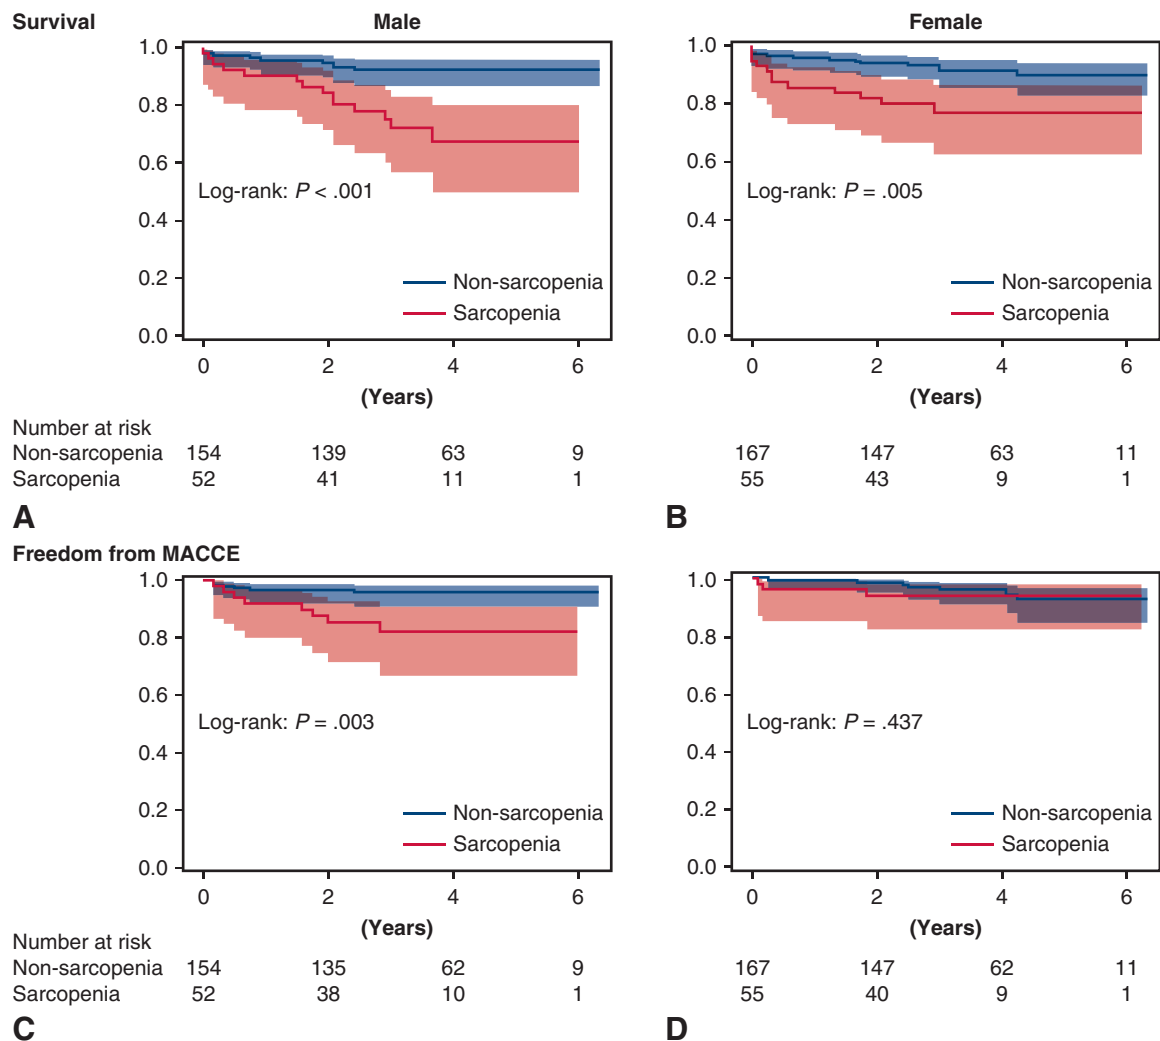 Survival
Male
Female
1.0
0.8
0.6
0.4
0.2
0.0
Log-rank: P < .001
Non-sarcopenia
Sarcopenia
0 2 4 6
(Years)
1.0
0.8
0.6
0.4
0.2
0.0
Log-rank: P = .005
Non-sarcopenia
Sarcopenia
0 2 4 6
(Years)
Number at risk
Non-sarcopenia 154 139 63 9
Sarcopenia 52 41 11 1
167 147 63 11
55 43 9 1
A
B
Freedom from MACCE
1.0
0.8
0.6
0.4
0.2
0.0
Log-rank: P = .003
Non-sarcopenia
Sarcopenia
0 2 4 6
(Years)
1.0
0.8
0.6
0.4
0.2
0.0
Log-rank: P = .437
Non-sarcopenia
Sarcopenia
0 2 4 6
(Years)
Number at risk
Non-sarcopenia 154 135 62 9
Sarcopenia 52 38 10 1
167 147 62 11
55 40 9 1
C
D